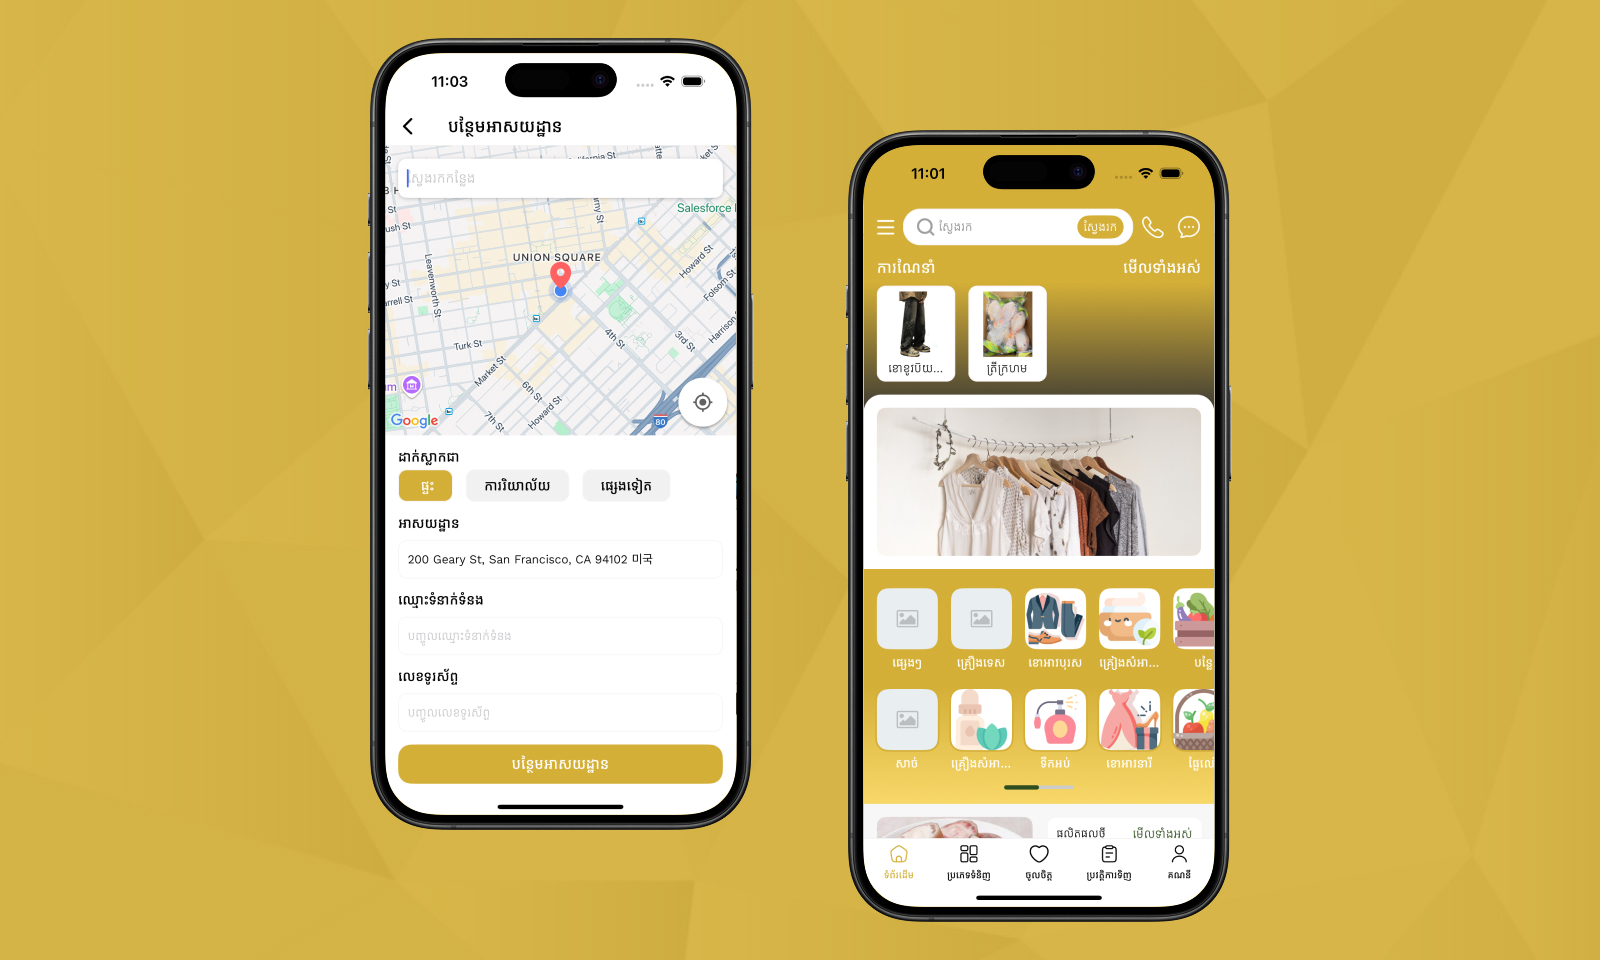 11:03
បន្ថែមអាសយដ្ឋាន
ស្វែងរកកន្លែង
California St
Salesforce
ush St
UNION SQUARE
Leavenworth St
Howard St
Folsom St
Harrison
rrell St
Turk St
Market St
4th St
3rd St
6th St
Howard St
7th St
80
Google
ដាក់ស្លាកជា
ផ្ទះ
ការិយាល័យ
ផ្សេងទៀត
អាសយដ្ឋាន
200 Geary St, San Francisco, CA 94102 미국
ឈ្មោះទំនាក់ទំនង
បញ្ចូលឈ្មោះទំនាក់ទំនង
លេខទូរស័ព្ទ
បញ្ចូលលេខទូរស័ព្ទ
បន្ថែមអាសយដ្ឋាន
11:01
ស្វែងរក
ស្វែងរក
ការណែនាំ
មើលទាំងអស់
ខោខូវប៊យ...
ត្រីក្រហម
ផ្សេងៗ
គ្រឿងទេស
ខោអាវបុរស
គ្រឿងសំអា...
បន្លែ
សាច់
គ្រឿងសំអា...
ទឹកអប់
ខោអាវនារី
ផ្លែឈើ
ផលិតផលថ្មី
មើលទាំងអស់
ទំព័រដើម
ប្រភេទទំនិញ
ចូលចិត្ត
ប្រវត្តិការទិញ
គណនី